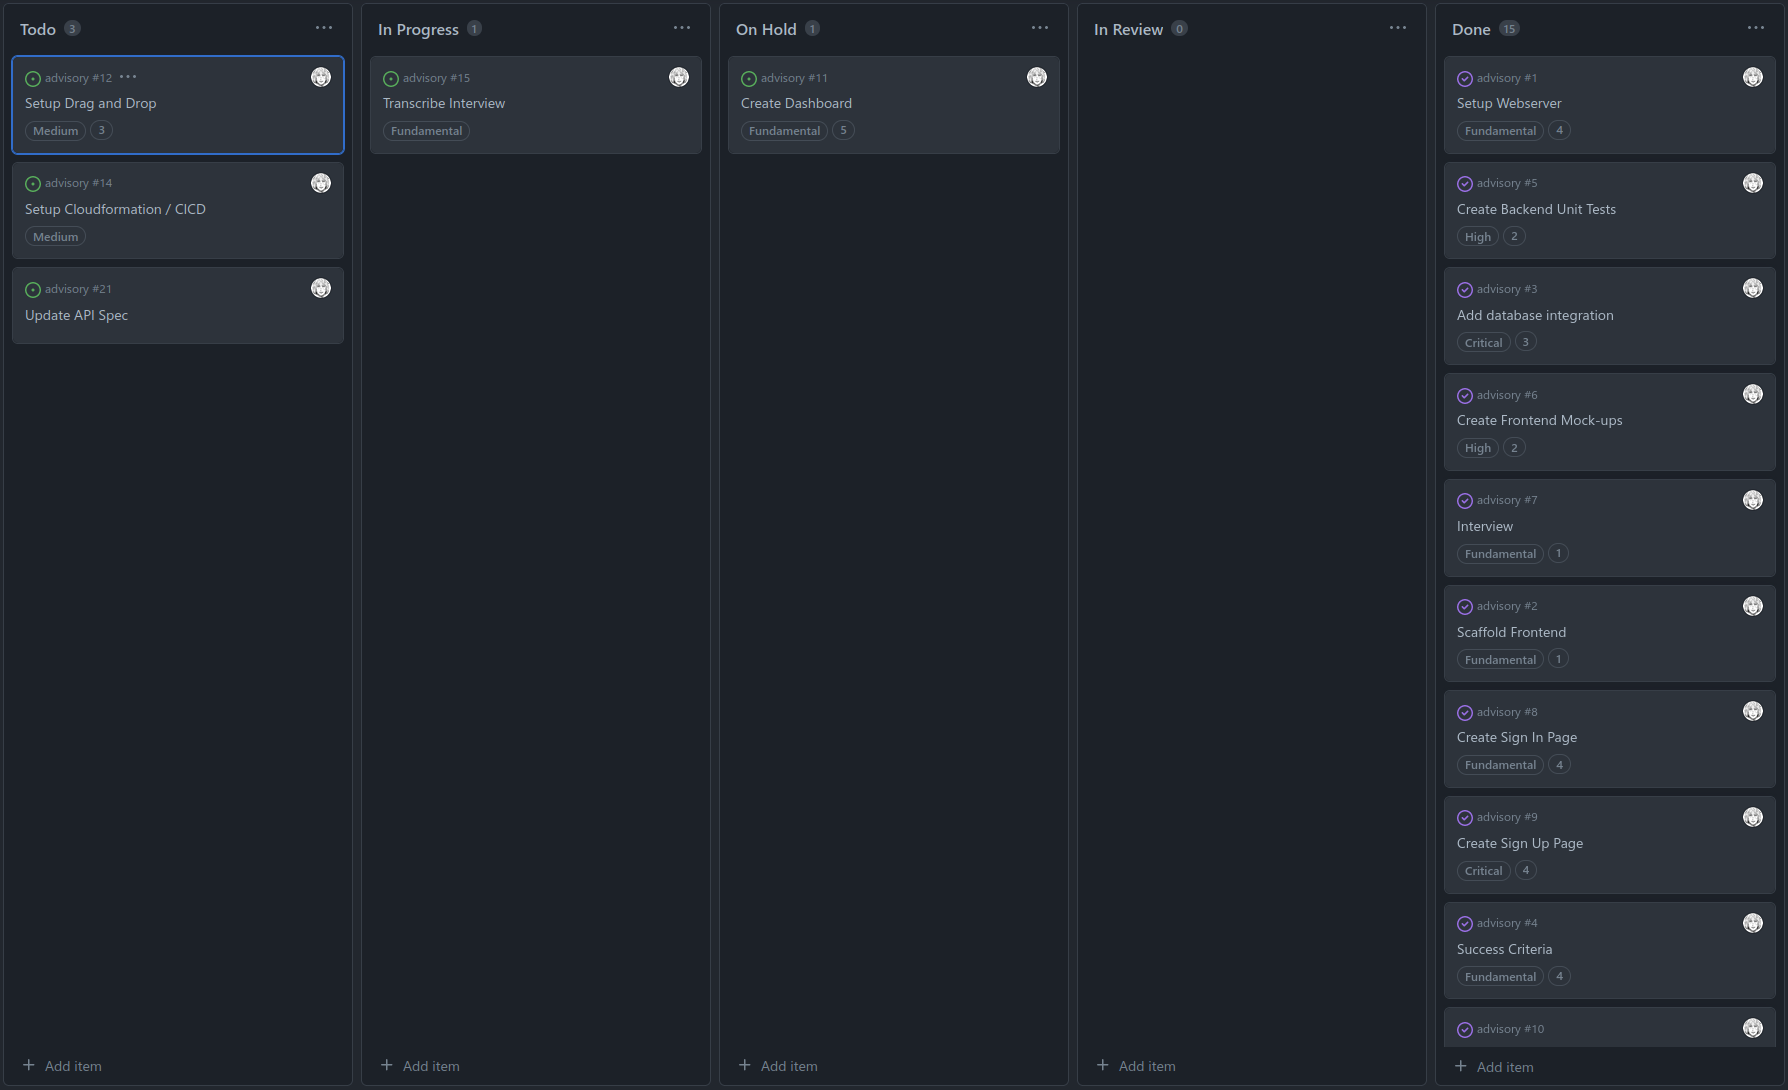 Todo 3
advisory #12
Setup Drag and Drop
Medium 3
advisory #14
Setup Cloudformation / CICD
Medium
advisory #21
Update API Spec
+ Add item
In Progress 1
advisory #15
Transcribe Interview
Fundamental
+ Add item
On Hold 1
advisory #11
Create Dashboard
Fundamental 5
+ Add item
In Review 0
+ Add item
Done 15
advisory #1
Setup Webserver
Fundamental 4
advisory #5
Create Backend Unit Tests
High 2
advisory #3
Add database integration
Critical 3
advisory #6
Create Frontend Mock-ups
High 2
advisory #7
Interview
Fundamental 1
advisory #2
Scaffold Frontend
Fundamental 1
advisory #8
Create Sign In Page
Fundamental 4
advisory #9
Create Sign Up Page
Critical 4
advisory #4
Success Criteria
Fundamental 4
advisory #10
+ Add item